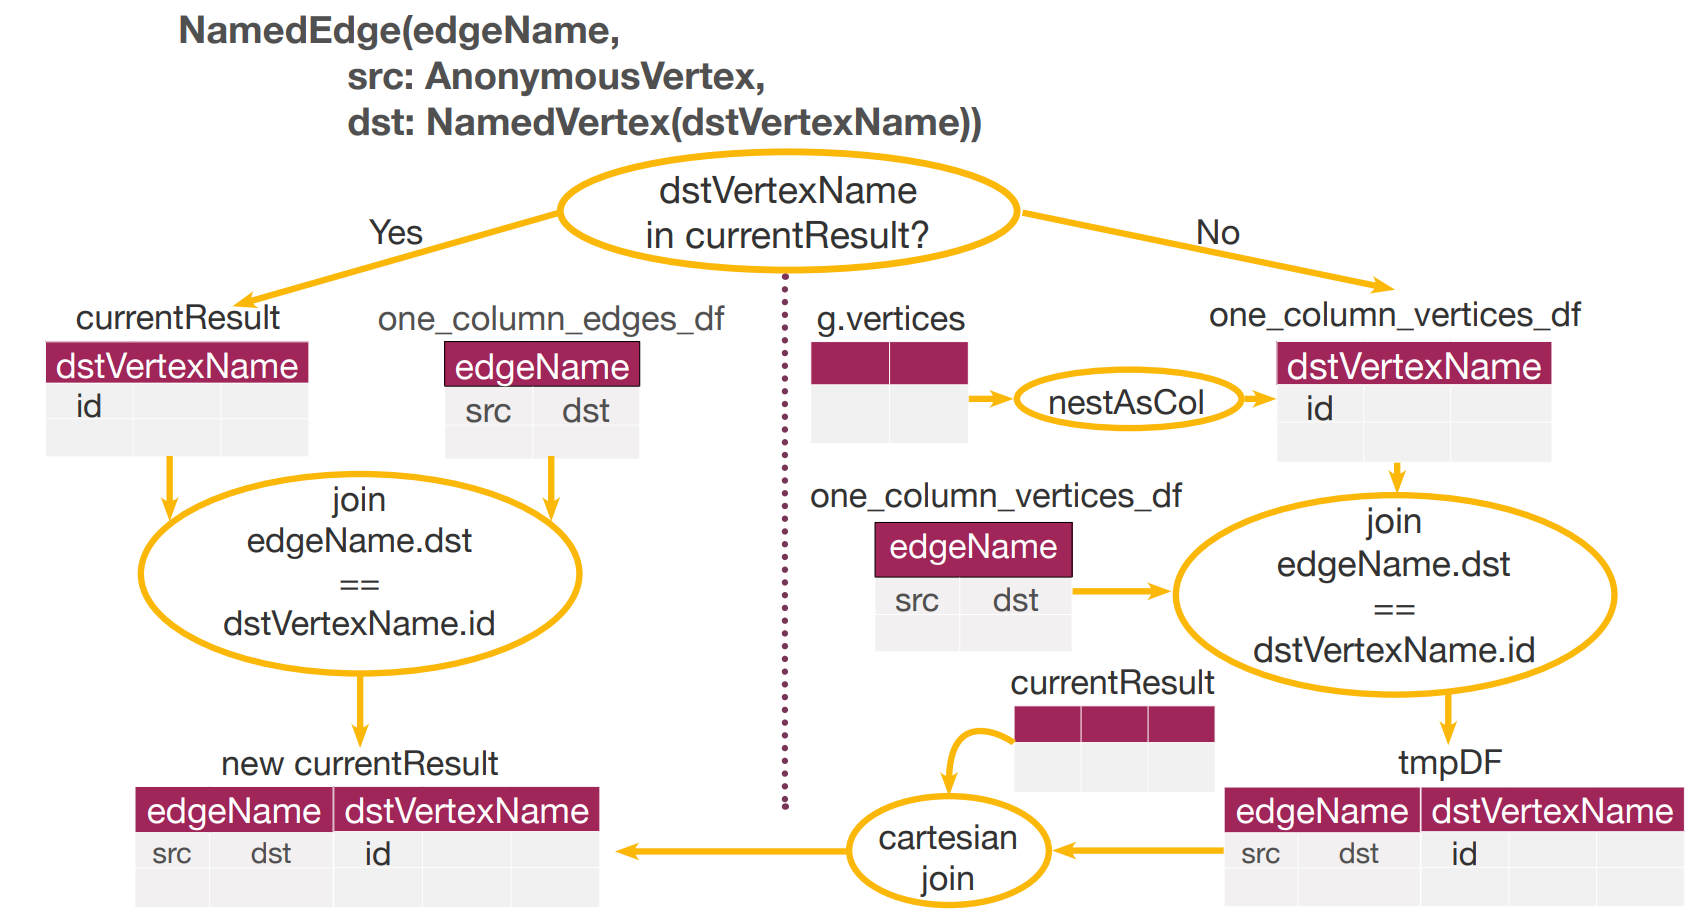 NamedEdge(edgeName,
src: AnonymousVertex,
dst: NamedVertex(dstVertexName))
dstVertexName
in currentResult?
Yes
No
currentResult
dstVertexName
id
one_column_edges_df
edgeName
src dst
join
edgeName.dst
==
dstVertexName.id
new currentResult
edgeName dstVertexName
src dst id
g.vertices
nestAsCol
one_column_vertices_df
dstVertexName
id
one_column_vertices_df
edgeName
src dst
join
edgeName.dst
==
dstVertexName.id
currentResult
tmpDF
edgeName dstVertexName
src dst id
cartesian
join